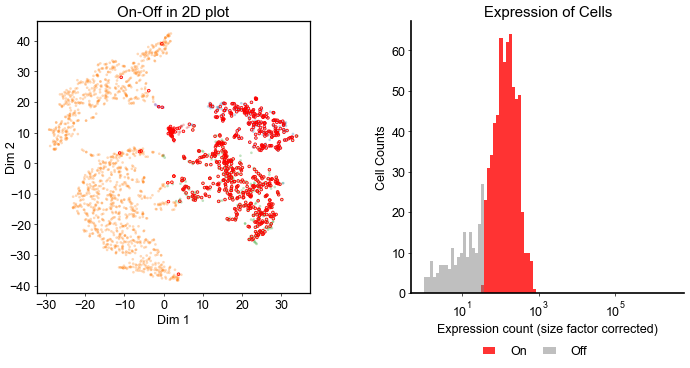 On-Off in 2D plot
Dim 2
40
30
20
10
0
−10
−20
−30
−40
−30 −20 −10 0 10 20 30
Dim 1
Expression of Cells
Cell Counts
60
50
40
30
20
10
0
10^1 10^3 10^5
Expression count (size factor corrected)
On Off